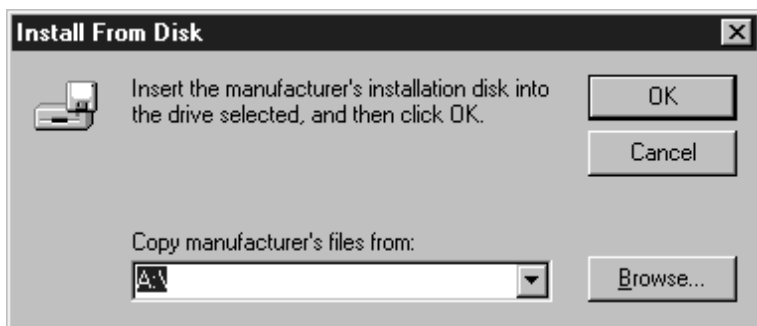 Install From Disk
Insert the manufacturer's installation disk into
the drive selected, and then click OK.
OK
Cancel
Copy manufacturer's files from:
A:\
Browse...